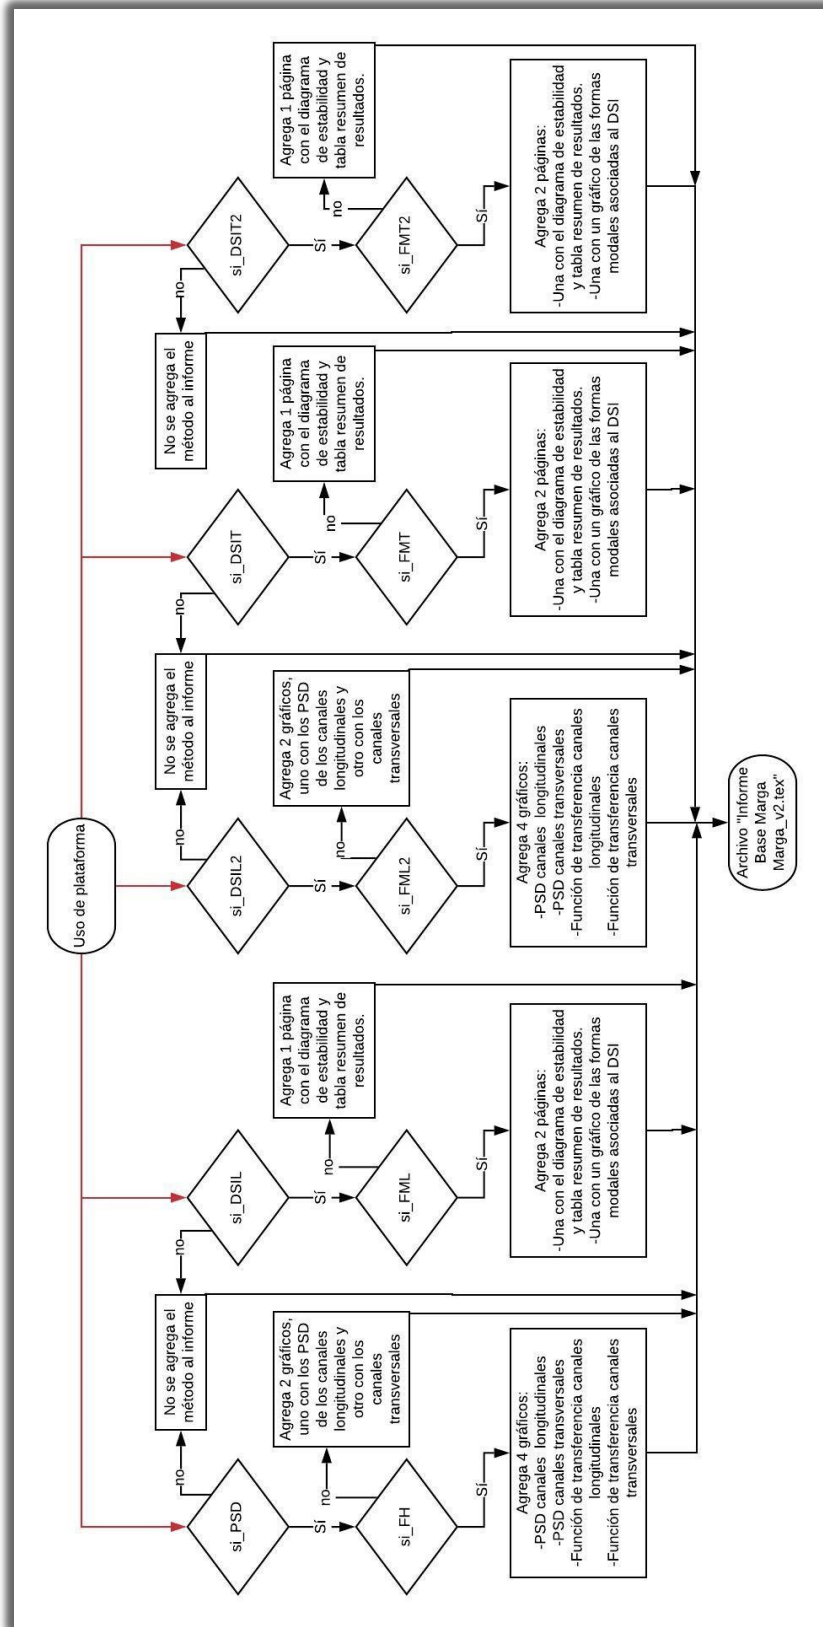 Uso de plataforma
si_PSD
no
No se agrega el
método al informe
Sí
si_FH
no
Agrega 2 gráficos,
uno con los PSD
de los canales
longitudinales y
otro con los
canales
transversales
Sí
Agrega 4 gráficos:
-PSD canales longitudinales
-PSD canales transversales
-Función de transferencia canales
longitudinales
-Función de transferencia canales
transversales
si_DSIL
no
Sí
si_FML
no
Agrega 1 página
con el diagrama
de estabilidad y
tabla resumen de
resultados.
Sí
Agrega 2 páginas:
-Una con el diagrama de estabilidad
y tabla resumen de resultados.
-Una con un gráfico de las formas
modales asociadas al DSI
si_DSIL2
no
No se agrega el
método al informe
Sí
si_FML2
no
Agrega 2 gráficos,
uno con los PSD
de los canales
longitudinales y
otro con los
canales
transversales
Sí
Agrega 4 gráficos:
-PSD canales longitudinales
-PSD canales transversales
-Función de transferencia canales
longitudinales
-Función de transferencia canales
transversales
si_DSIT
no
Sí
si_FMT
no
Agrega 1 página
con el diagrama
de estabilidad y
tabla resumen de
resultados.
Sí
Agrega 2 páginas:
-Una con el diagrama de estabilidad
y tabla resumen de resultados.
-Una con un gráfico de las formas
modales asociadas al DSI
si_DSIT2
no
No se agrega el
método al informe
Sí
si_FMT2
no
Agrega 1 página
con el diagrama
de estabilidad y
tabla resumen de
resultados.
Sí
Agrega 2 páginas:
-Una con el diagrama de estabilidad
y tabla resumen de resultados.
-Una con un gráfico de las formas
modales asociadas al DSI
Archivo "Informe
Base Marga
Marga_v2.tex"